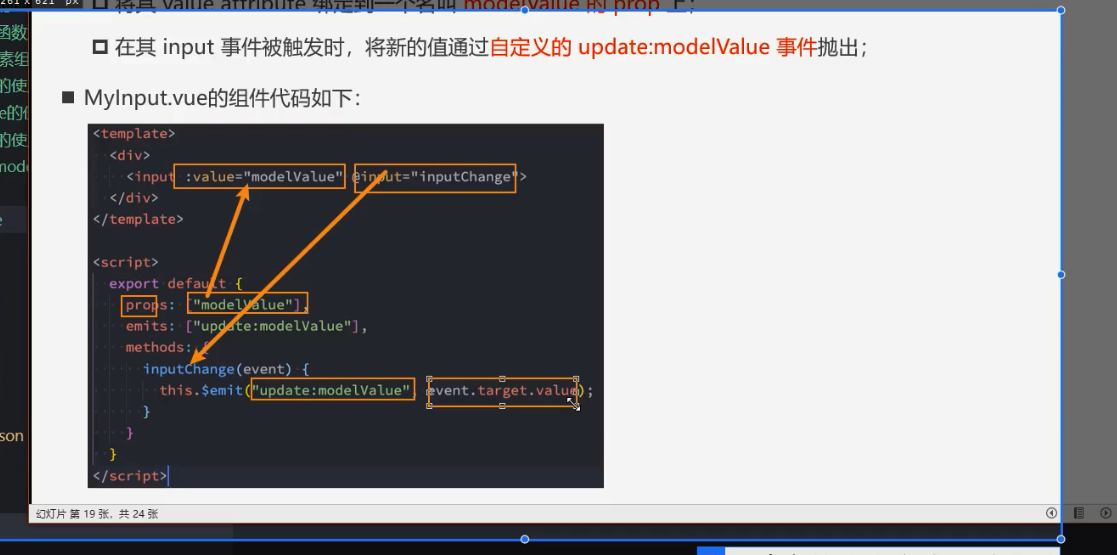 261 x 621 px
将其 value attribute 绑定到一个名叫 modelValue 的 prop 上；
函数
素组
在其 input 事件被触发时，将新的值通过自定义的 update:modelValue 事件抛出；
的使
MyInput.vue的组件代码如下：
e的使
<template>
的使
<div>
mode
<input :value="modelValue" @input="inputChange">
</div>
</template>
e
<script>
export default {
props: ["modelValue"],
emits: ["update:modelValue"],
methods: {
inputChange(event) {
this.$emit("update:modelValue", event.target.value);
}
}
son
}
</script>
幻灯片 第 19 张，共 24 张